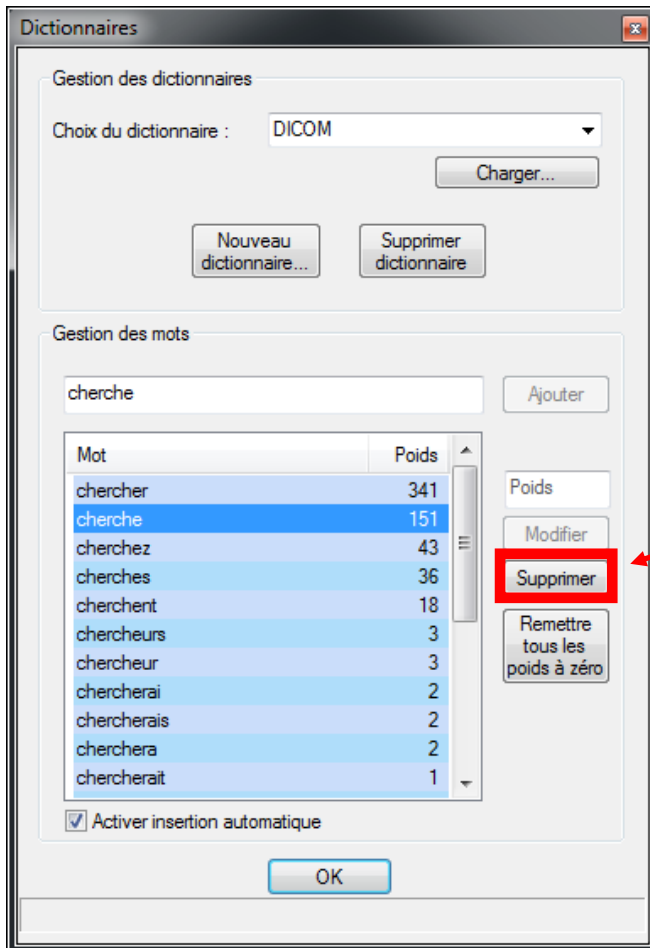 Dictionnaires
Gestion des dictionnaires
Choix du dictionnaire :
DICOM
Charger...
Nouveau
dictionnaire...
Supprimer
dictionnaire
Gestion des mots
cherche
Ajouter
Mot Poids
chercher 341
cherche 151
cherchez 43
cherches 36
cherchent 18
chercheurs 3
chercheur 3
chercherai 2
chercherais 2
cherchera 2
chercherait 1
Poids
Modifier
Supprimer
Remettre
tous les
poids à zéro
Activer insertion automatique
OK